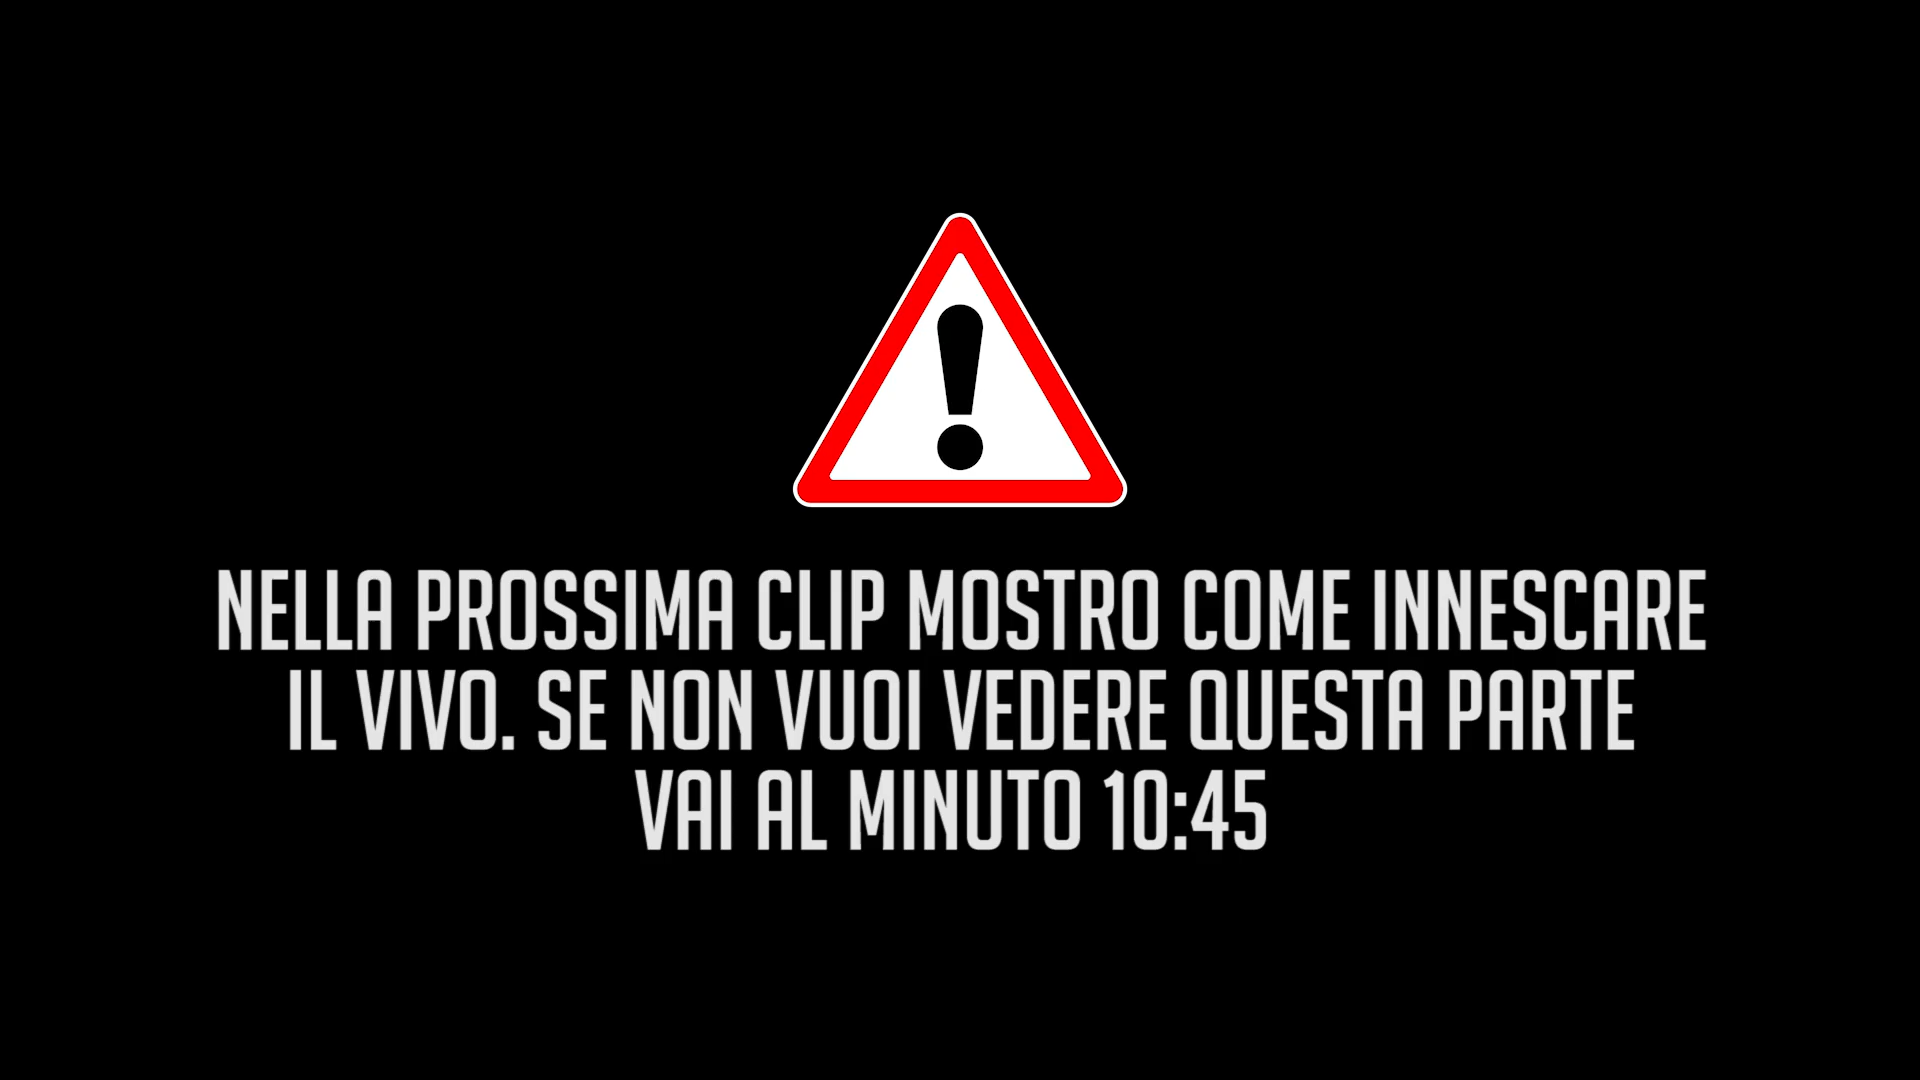 NELLA PROSSIMA CLIP MOSTRO COME INNESCARE
IL VIVO. SE NON VUOI VEDERE QUESTA PARTE
VAI AL MINUTO 10:45